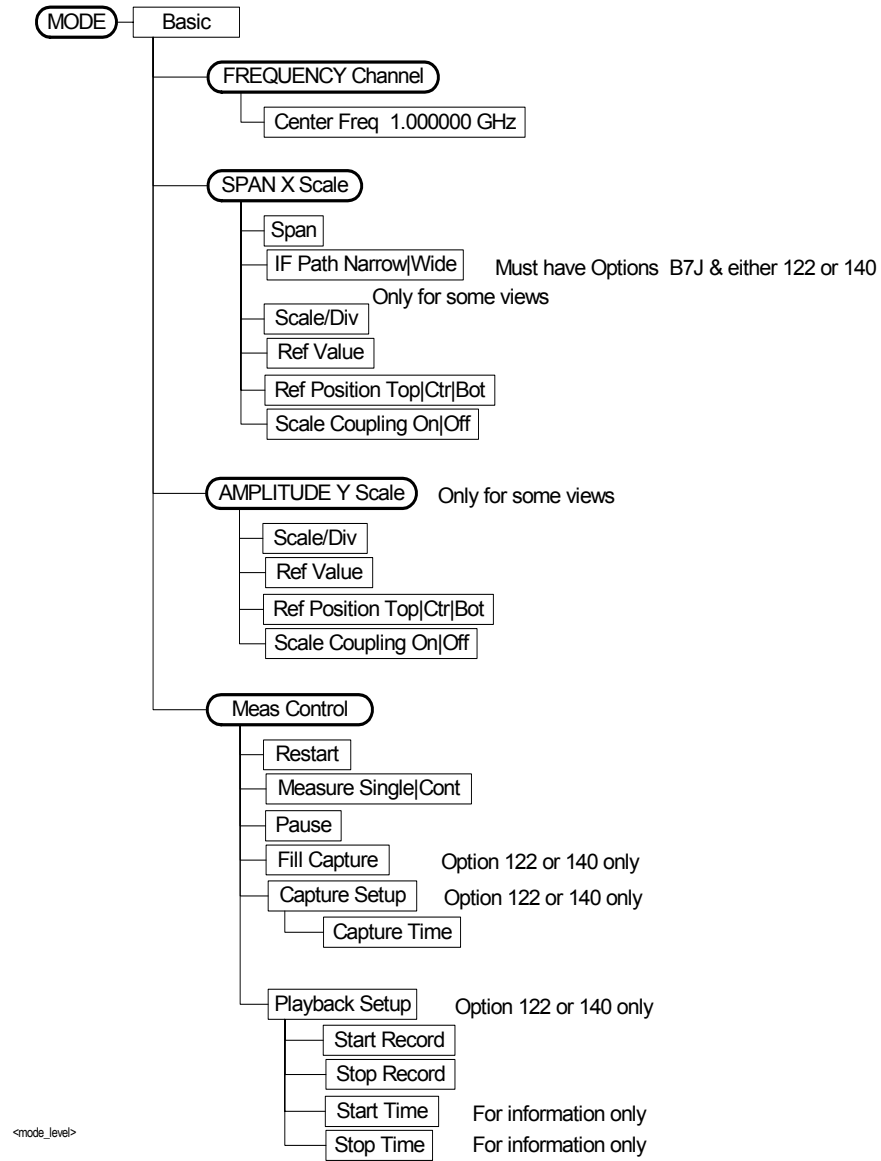 MODE Basic
FREQUENCY Channel
Center Freq 1.000000 GHz
SPAN X Scale
Span
IF Path Narrow|Wide Must have Options B7J & either 122 or 140
Only for some views
Scale/Div
Ref Value
Ref Position Top|Ctr|Bot
Scale Coupling On|Off
AMPLITUDE Y Scale Only for some views
Scale/Div
Ref Value
Ref Position Top|Ctr|Bot
Scale Coupling On|Off
Meas Control
Restart
Measure Single|Cont
Pause
Fill Capture Option 122 or 140 only
Capture Setup Option 122 or 140 only
Capture Time
Playback Setup Option 122 or 140 only
Start Record
Stop Record
Start Time For information only
Stop Time For information only
<mode_level>